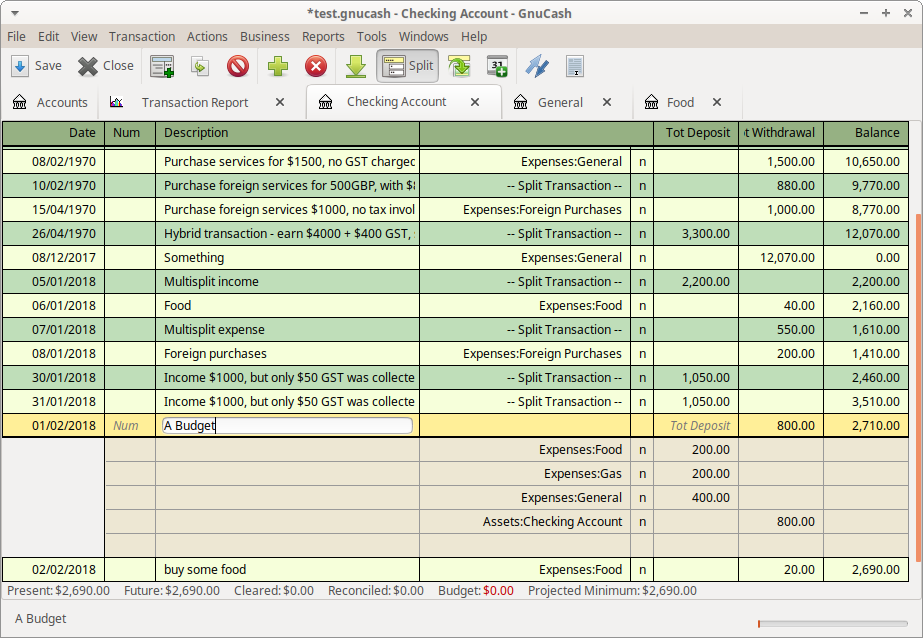 *test.gnucash - Checking Account - GnuCash
File Edit View Transaction Actions Business Reports Tools Windows Help
Save Close Split
Accounts Transaction Report Checking Account General Food
Date Num Description Tot Deposit ot Withdrawal Balance
08/02/1970 Purchase services for $1500, no GST charged Expenses:General n 1,500.00 10,650.00
10/02/1970 Purchase foreign services for 500GBP, with $8 -- Split Transaction -- n 880.00 9,770.00
15/04/1970 Purchase foreign services $1000, no tax invol Expenses:Foreign Purchases n 1,000.00 8,770.00
26/04/1970 Hybrid transaction - earn $4000 + $400 GST, -- Split Transaction -- n 3,300.00 12,070.00
08/12/2017 Something Expenses:General n 12,070.00 0.00
05/01/2018 Multisplit income -- Split Transaction -- n 2,200.00 2,200.00
06/01/2018 Food Expenses:Food n 40.00 2,160.00
07/01/2018 Multisplit expense -- Split Transaction -- n 550.00 1,610.00
08/01/2018 Foreign purchases Expenses:Foreign Purchases n 200.00 1,410.00
30/01/2018 Income $1000, but only $50 GST was collecte -- Split Transaction -- n 1,050.00 2,460.00
31/01/2018 Income $1000, but only $50 GST was collecte -- Split Transaction -- n 1,050.00 3,510.00
01/02/2018 Num A Budget Tot Deposit 800.00 2,710.00
Expenses:Food n 200.00
Expenses:Gas n 200.00
Expenses:General n 400.00
Assets:Checking Account n 800.00
02/02/2018 buy some food Expenses:Food n 20.00 2,690.00
Present: $2,690.00 Future: $2,690.00 Cleared: $0.00 Reconciled: $0.00 Budget: $0.00 Projected Minimum: $2,690.00
A Budget